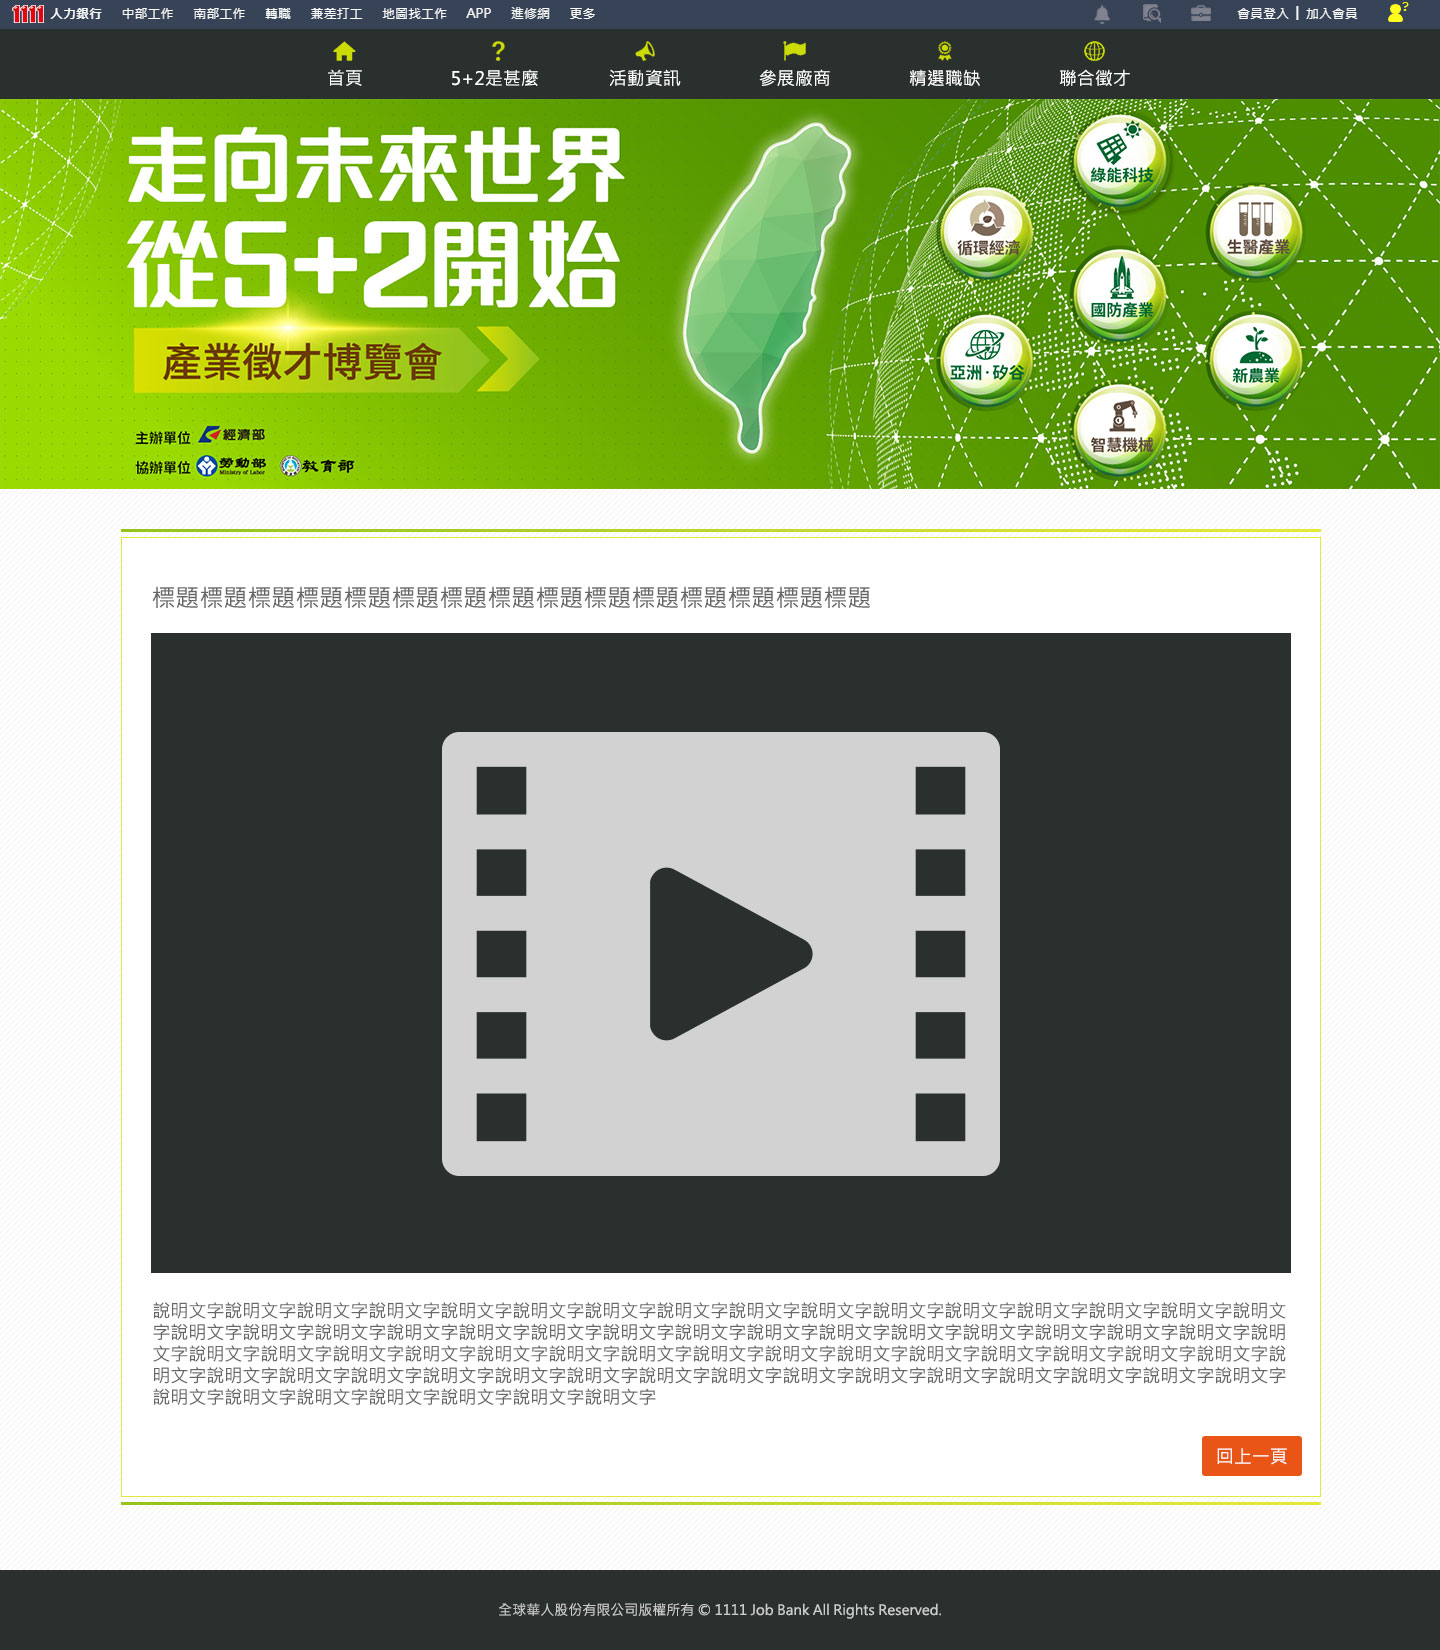 1111 人力銀行 中部工作 南部工作 轉職 兼差打工 地圖找工作 APP 進修網 更多 會員登入 | 加入會員
首頁 5+2是甚麼 活動資訊 參展廠商 精選職缺 聯合徵才
走向未來世界
從5+2開始
產業徵才博覽會
主辦單位 經濟部
協辦單位 勞動部 Ministry of Labor 教育部
綠能科技
循環經濟
生醫產業
國防產業
亞洲·矽谷
新農業
智慧機械
標題標題標題標題標題標題標題標題標題標題標題標題標題標題標題
說明文字說明文字說明文字說明文字說明文字說明文字說明文字說明文字說明文字說明文字說明文字說明文字說明文字說明文字說明文字說明文
字說明文字說明文字說明文字說明文字說明文字說明文字說明文字說明文字說明文字說明文字說明文字說明文字說明文字說明文字說明文字說明
文字說明文字說明文字說明文字說明文字說明文字說明文字說明文字說明文字說明文字說明文字說明文字說明文字說明文字說明文字說明文字說
明文字說明文字說明文字說明文字說明文字說明文字說明文字說明文字說明文字說明文字說明文字說明文字說明文字說明文字說明文字說明文字
說明文字說明文字說明文字說明文字說明文字說明文字說明文字
回上一頁
全球華人股份有限公司版權所有 © 1111 Job Bank All Rights Reserved.